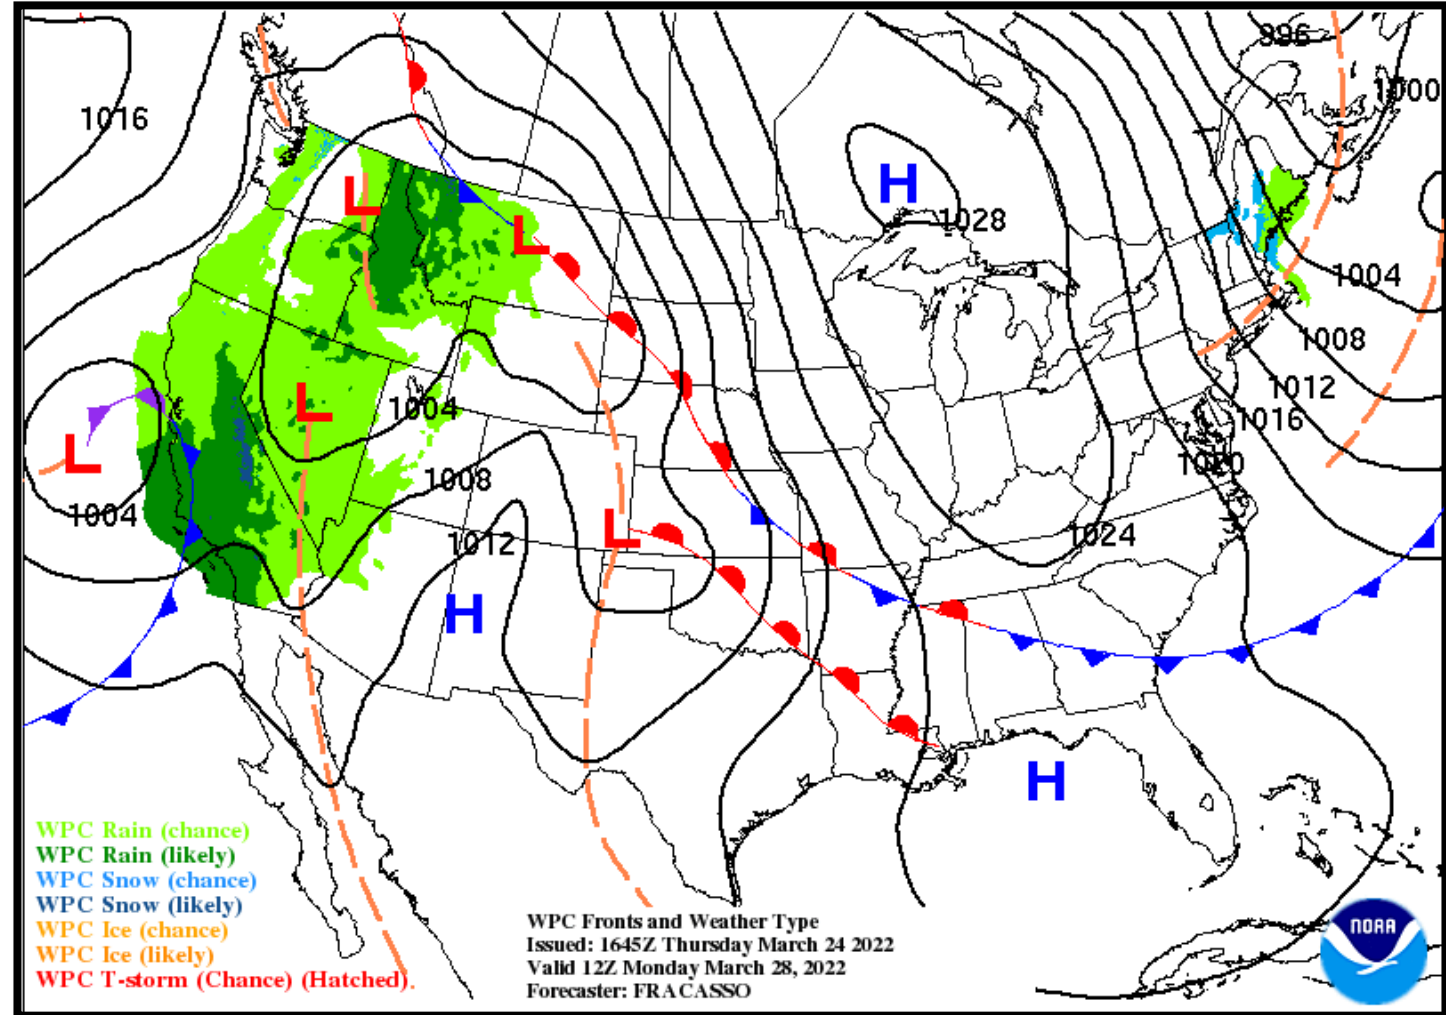 996
1000
1016
H
L
1028
L
1004
1008
L
1004
1012
1016
L
1020
1008
1004
L
1012
1024
H
H
WPC Rain (chance)
WPC Rain (likely)
WPC Snow (chance)
WPC Snow (likely)
WPC Ice (chance)
WPC Ice (likely)
WPC T-storm (Chance) (Hatched)
WPC Fronts and Weather Type
Issued: 1645Z Thursday March 24 2022
Valid 12Z Monday March 28, 2022
Forecaster: FRACASSO
NOAA